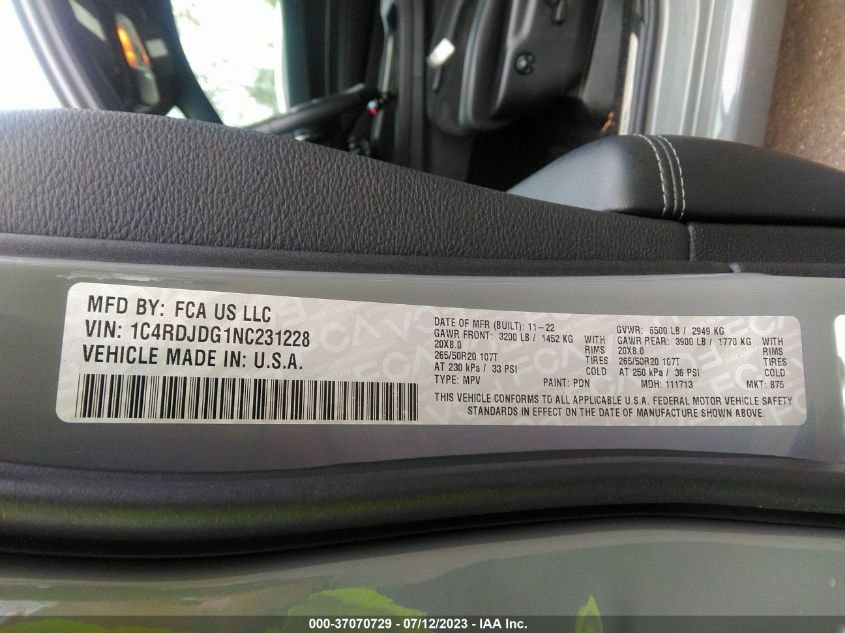 MFD BY: FCA US LLC
VIN: 1C4RDJDG1NC231228
VEHICLE MADE IN: U.S.A.
DATE OF MFR (BUILT): 11-22 GVWR: 6500 LB / 2949 KG
GAWR FRONT: 3200 LB / 1452 KG WITH GAWR REAR: 3900 LB / 1770 KG WITH
20X8.0 RIMS 20X8.0 RIMS
265/50R20 107T TIRES 265/50R20 107T TIRES
AT 230 kPa / 33 PSI COLD AT 250 kPa / 36 PSI COLD
TYPE: MPV PAINT: PDN MDH: 111713 MKT: 875
THIS VEHICLE CONFORMS TO ALL APPLICABLE U.S.A. FEDERAL MOTOR VEHICLE SAFETY
STANDARDS IN EFFECT ON THE DATE OF MANUFACTURE SHOWN ABOVE.
000-37070729 - 07/12/2023 - IAA Inc.